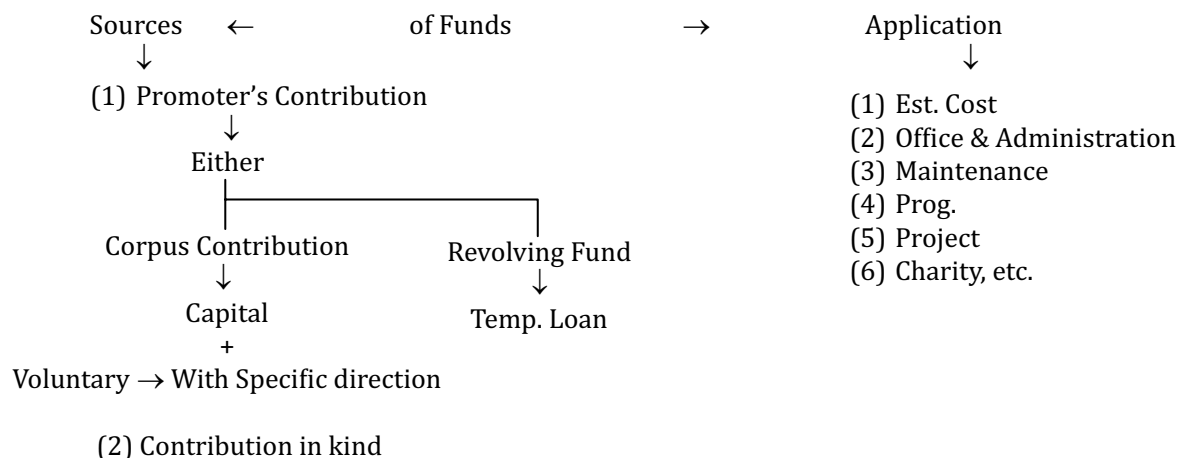 Sources ← of Funds → Application
↓ ↓
(1) Promoter's Contribution
↓
Either
Corpus Contribution Revolving Fund
↓ ↓
Capital Temp. Loan
+
Voluntary → With Specific direction
(2) Contribution in kind
(1) Est. Cost
(2) Office & Administration
(3) Maintenance
(4) Prog.
(5) Project
(6) Charity, etc.